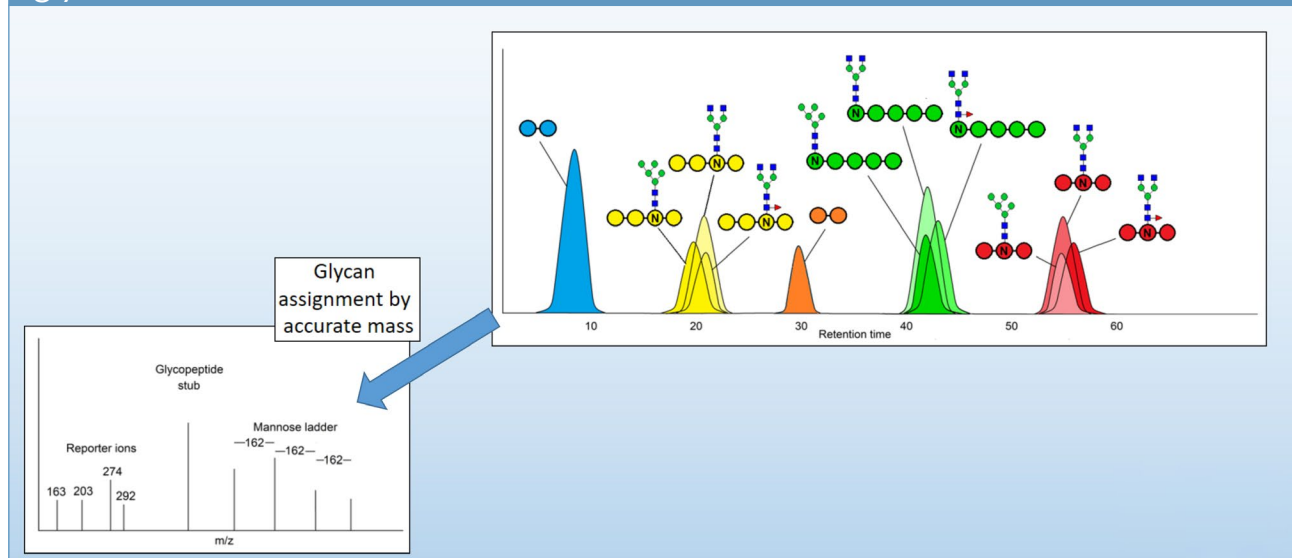 N
N
N
N
N
N
N
N
N
10 20 30 40 50 60
Retention time
Glycan
assignment by
accurate mass
Glycopeptide
stub
Mannose ladder
162
162
162
Reporter ions
163 203 274 292
m/z